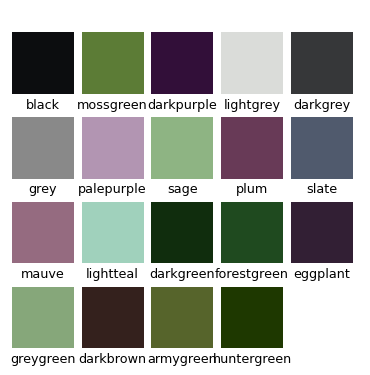 black mossgreen darkpurple lightgrey darkgrey
grey palepurple sage plum slate
mauve lightteal darkgreen forestgreen eggplant
greygreen darkbrown armygreen huntergreen